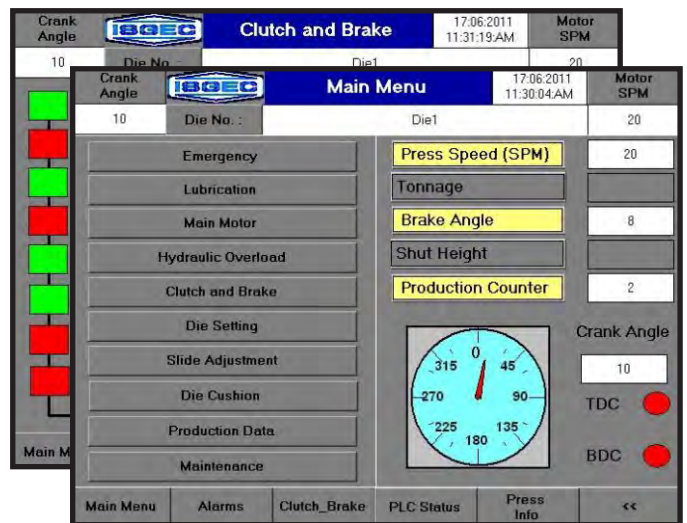 Crank Angle
ISGEC
Clutch and Brake
17:06:2011
11:31:19:AM
Motor SPM
10
Die No. :
Die1
20
Main M
Crank Angle
ISGEC
Main Menu
17:06:2011
11:30:04:AM
Motor SPM
10
Die No. :
Die1
20
Emergency
Lubrication
Main Motor
Hydraulic Overload
Clutch and Brake
Die Setting
Slide Adjustment
Die Cushion
Production Data
Maintenance
Press Speed (SPM)
20
Tonnage
Brake Angle
8
Shut Height
Production Counter
2
0
45
90
135
180
225
270
315
Crank Angle
10
TDC
BDC
Main Menu
Alarms
Clutch_Brake
PLC Status
Press Info
<<